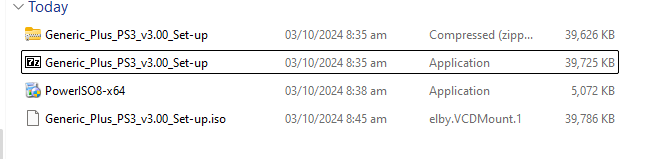 Today
Generic_Plus_PS3_v3.00_Set-up 03/10/2024 8:35 am Compressed (zipp... 39,626 KB
7z Generic_Plus_PS3_v3.00_Set-up 03/10/2024 8:35 am Application 39,725 KB
PowerISO8-x64 03/10/2024 8:38 am Application 5,072 KB
Generic_Plus_PS3_v3.00_Set-up.iso 03/10/2024 8:45 am elby.VCDMount.1 39,786 KB